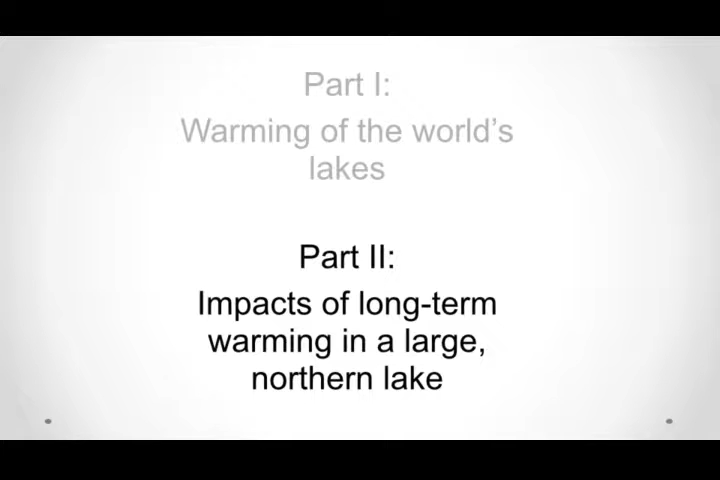 Part I:
Warming of the world’s
lakes
Part II:
Impacts of long-term
warming in a large,
northern lake